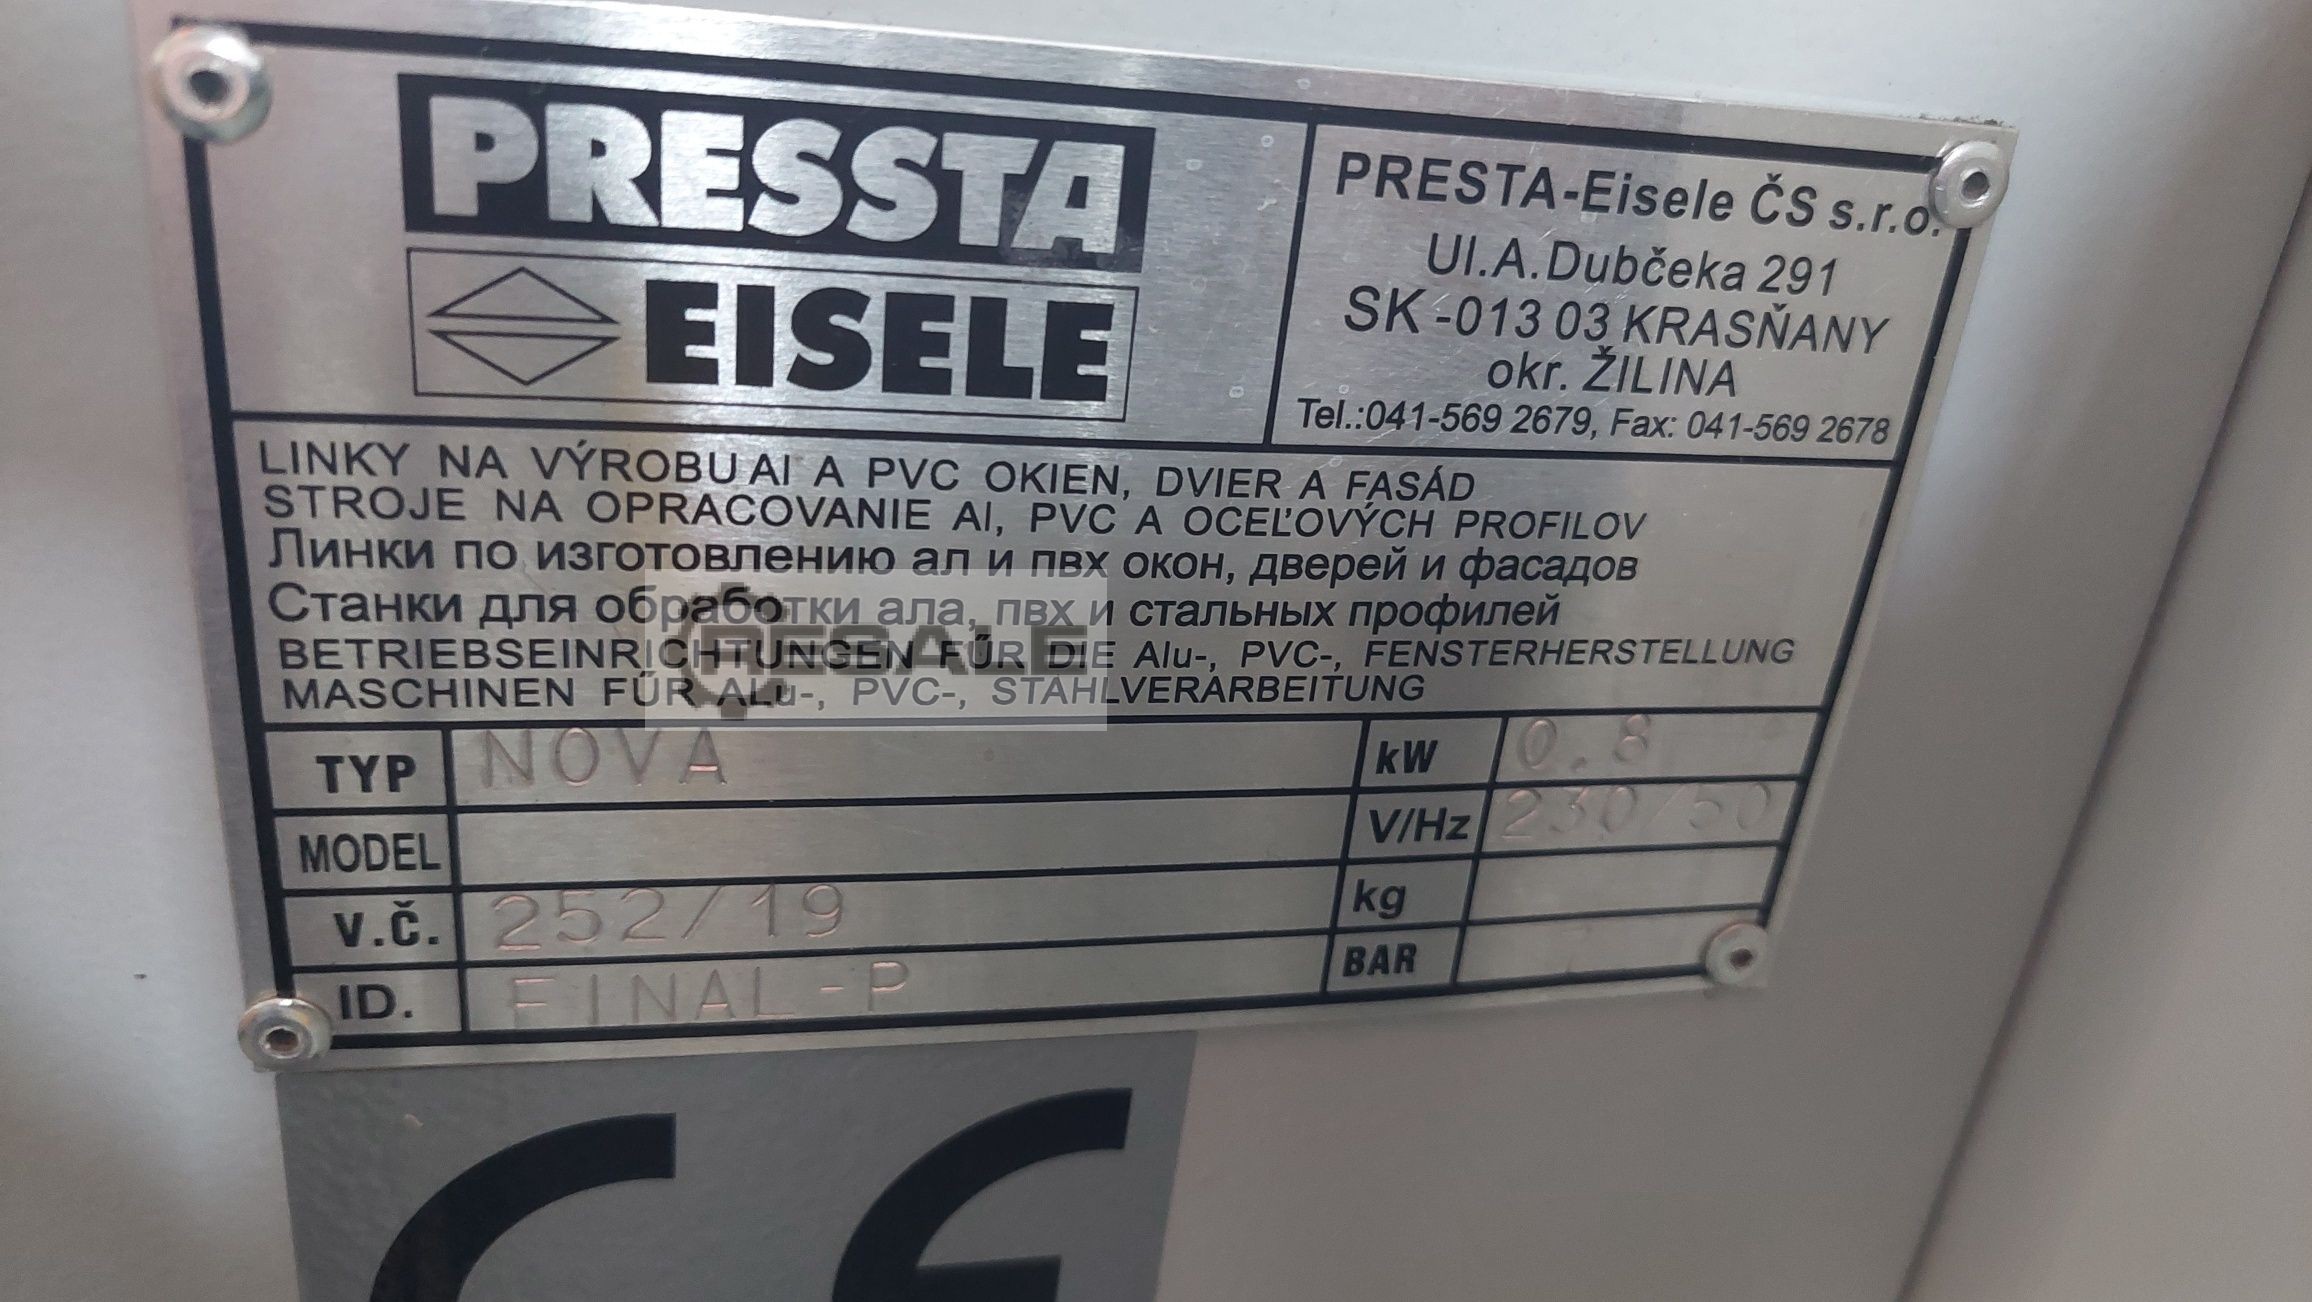 PRESSTA
EISELE
PRESTA-Eisele ČS s.r.o.
Ul.A.Dubčeka 291
SK -013 03 KRASŇANY
okr. ŽILINA
Tel.:041-569 2679, Fax: 041-569 2678
LINKY NA VÝROBU Al A PVC OKIEN, DVIER A FASÁD
STROJE NA OPRACOVANIE Al, PVC A OCEĽOVÝCH PROFILOV
Линки по изготовлению ал и пвх окон, дверей и фасадов
Станки для обработки ала, пвх и стальных профилей
BETRIEBSEINRICHTUNGEN FŰR DIE Alu-, PVC-, FENSTERHERSTELLUNG
MASCHINEN FŰR ALu-, PVC-, STAHLVERARBEITUNG
RESALE
TYP NOVA kW 0.8
MODEL V/Hz 230/50
V.Č. 252/19 kg
ID. FINAL-P BAR
CE